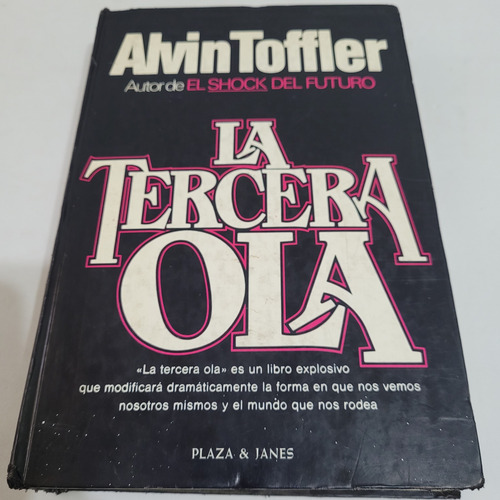 Alvin Toffler
Autor de EL SHOCK DEL FUTURO
LA
TERCERA
OLA
«La tercera ola» es un libro explosivo
que modificará dramáticamente la forma en que nos vemos
nosotros mismos y el mundo que nos rodea
PLAZA & JANES